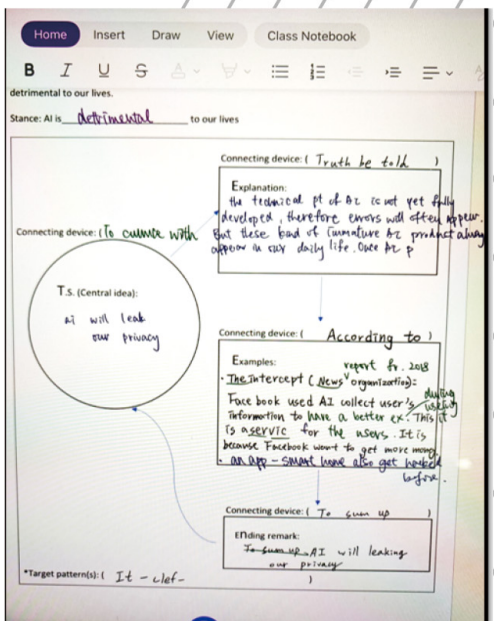 Home Insert Draw View Class Notebook
B I U S A
detrimental to our lives.
Stance: AI is detrimental to our lives
Connecting device: ( Truth be told )
Explanation:
the technical pt of AI is not yet fully
developed, therefore errors will often appear.
But these kind of immature AI product always
appear in our daily life. Once AI p
Connecting device: (To with
T.S. (Central idea):
ai will leak
our privacy
Connecting device: ( According to )
Examples: report fr. 2018
• The intercept (News organization):
Facebook used AI collect user's during
information to have a better ex. This it using
is a servic for the users. It is
because Facebook want to get more money.
• an app - smart home also get hacked
before.
Connecting device: ( To sum up )
Ending remark:
To sum up, AI will leaking
our privacy
*Target pattern(s): ( It - clef- )